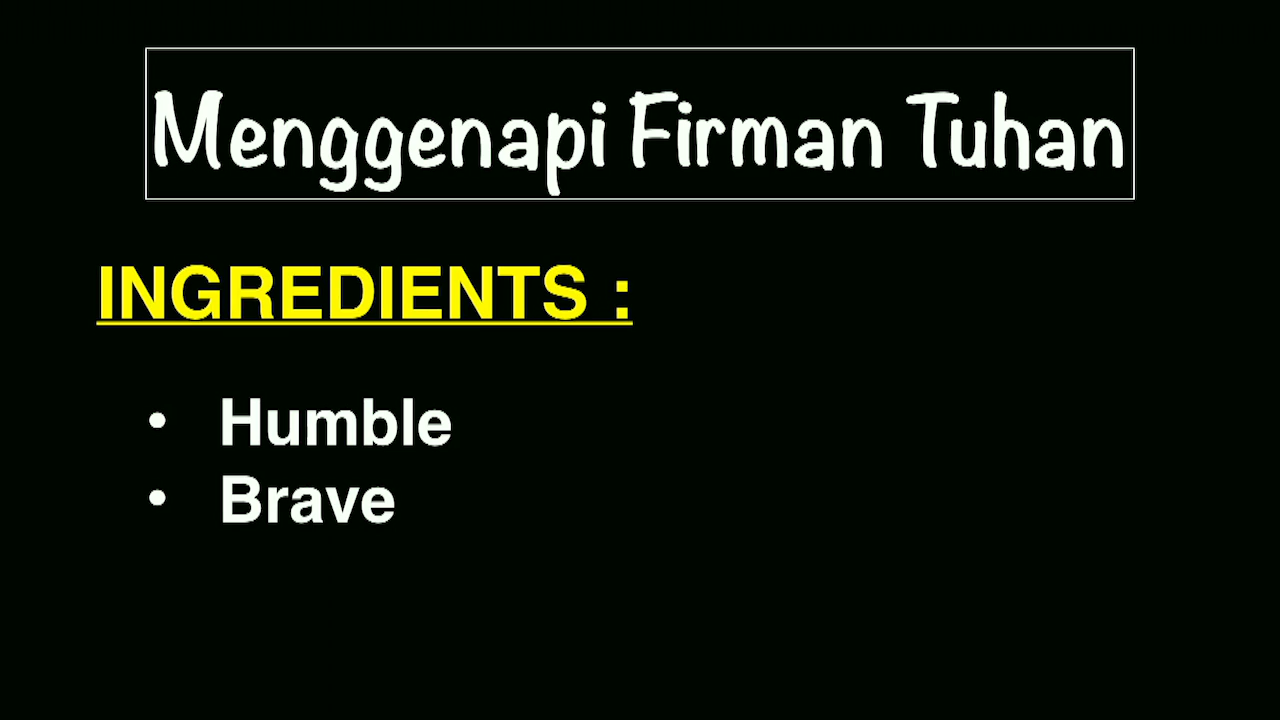 Menggenapi Firman Tuhan
INGREDIENTS :
• Humble
• Brave